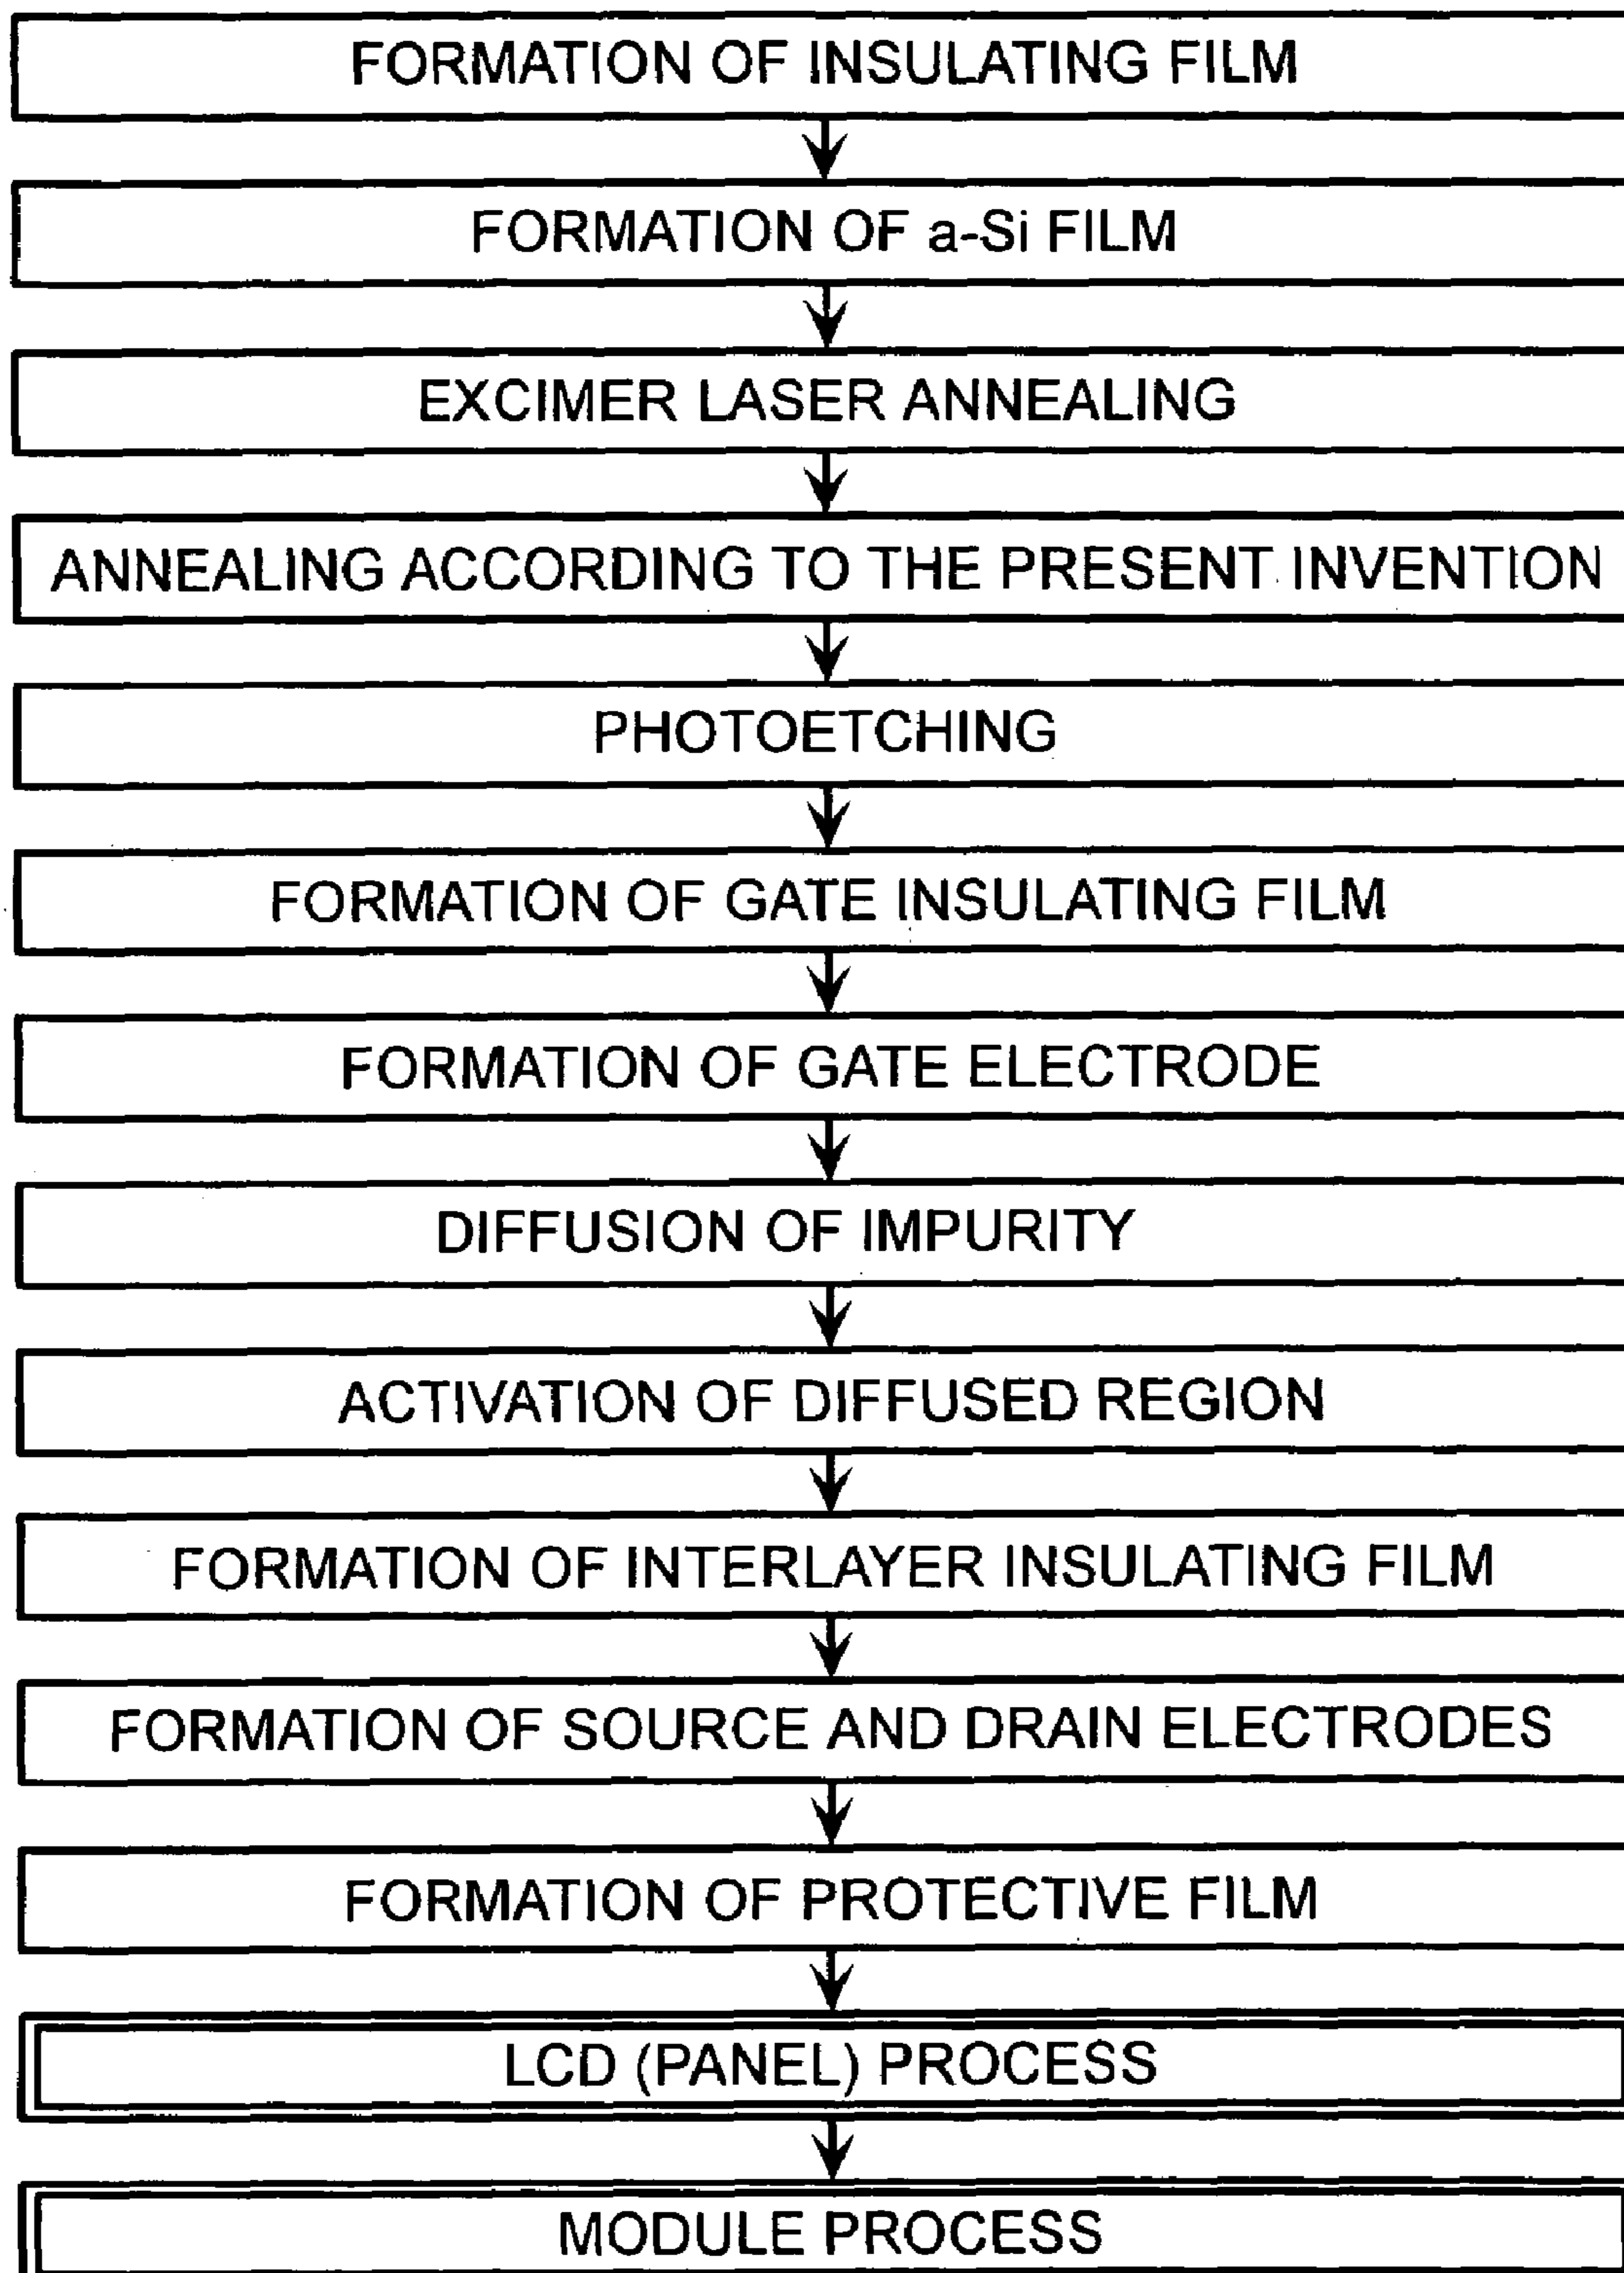 FORMATION OF INSULATING FILM
FORMATION OF a-Si FILM
EXCIMER LASER ANNEALING
ANNEALING ACCORDING TO THE PRESENT INVENTION
PHOTOETCHING
FORMATION OF GATE INSULATING FILM
FORMATION OF GATE ELECTRODE
DIFFUSION OF IMPURITY
ACTIVATION OF DIFFUSED REGION
FORMATION OF INTERLAYER INSULATING FILM
FORMATION OF SOURCE AND DRAIN ELECTRODES
FORMATION OF PROTECTIVE FILM
LCD (PANEL) PROCESS
MODULE PROCESS